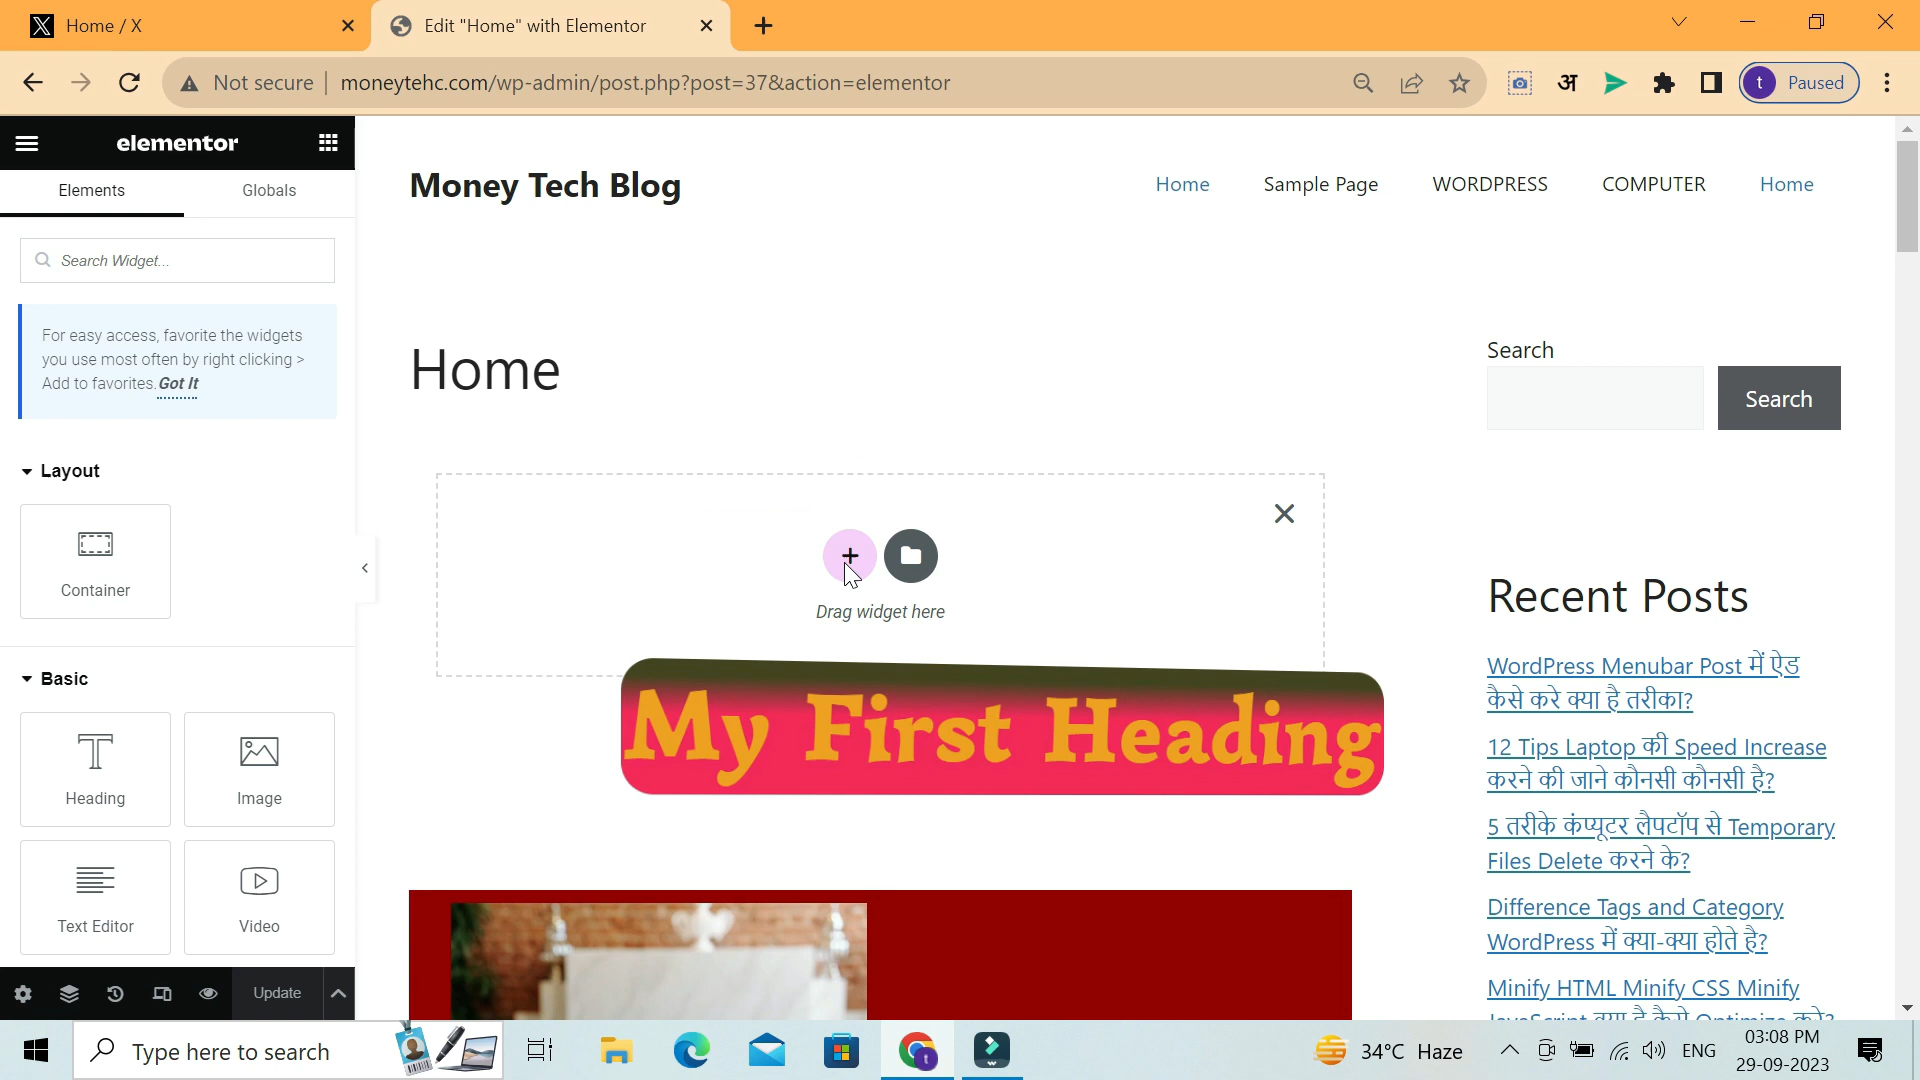 Home / X
Edit "Home" with Elementor
Not secure
moneytehc.com/wp-admin/post.php?post=37&action=elementor
अ
t
Paused
elementor
Elements
Globals
Search Widget...
For easy access, favorite the widgets
you use most often by right clicking >
Add to favorites. Got It
Layout
Container
Basic
Heading
Image
Text Editor
Video
Update
Money Tech Blog
Home
Sample Page
WORDPRESS
COMPUTER
Home
Home
Drag widget here
My First Heading
Search
Search
Recent Posts
WordPress Menubar Post में ऐड
कैसे करे क्या है तरीका?
12 Tips Laptop की Speed Increase
करने की जाने कौनसी कौनसी है?
5 तरीके कंप्यूटर लैपटॉप से Temporary
Files Delete करने के?
Difference Tags and Category
WordPress में क्या-क्या होते है?
Minify HTML Minify CSS Minify
Type here to search
34°C Haze
ENG
03:08 PM
29-09-2023